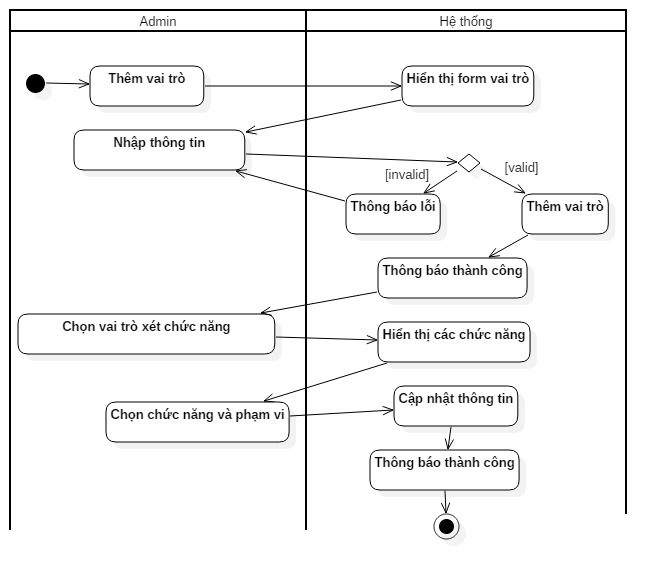 Admin
Hệ thống
Thêm vai trò
Hiển thị form vai trò
Nhập thông tin
[invalid]
[valid]
Thông báo lỗi
Thêm vai trò
Thông báo thành công
Chọn vai trò xét chức năng
Hiển thị các chức năng
Chọn chức năng và phạm vi
Cập nhật thông tin
Thông báo thành công